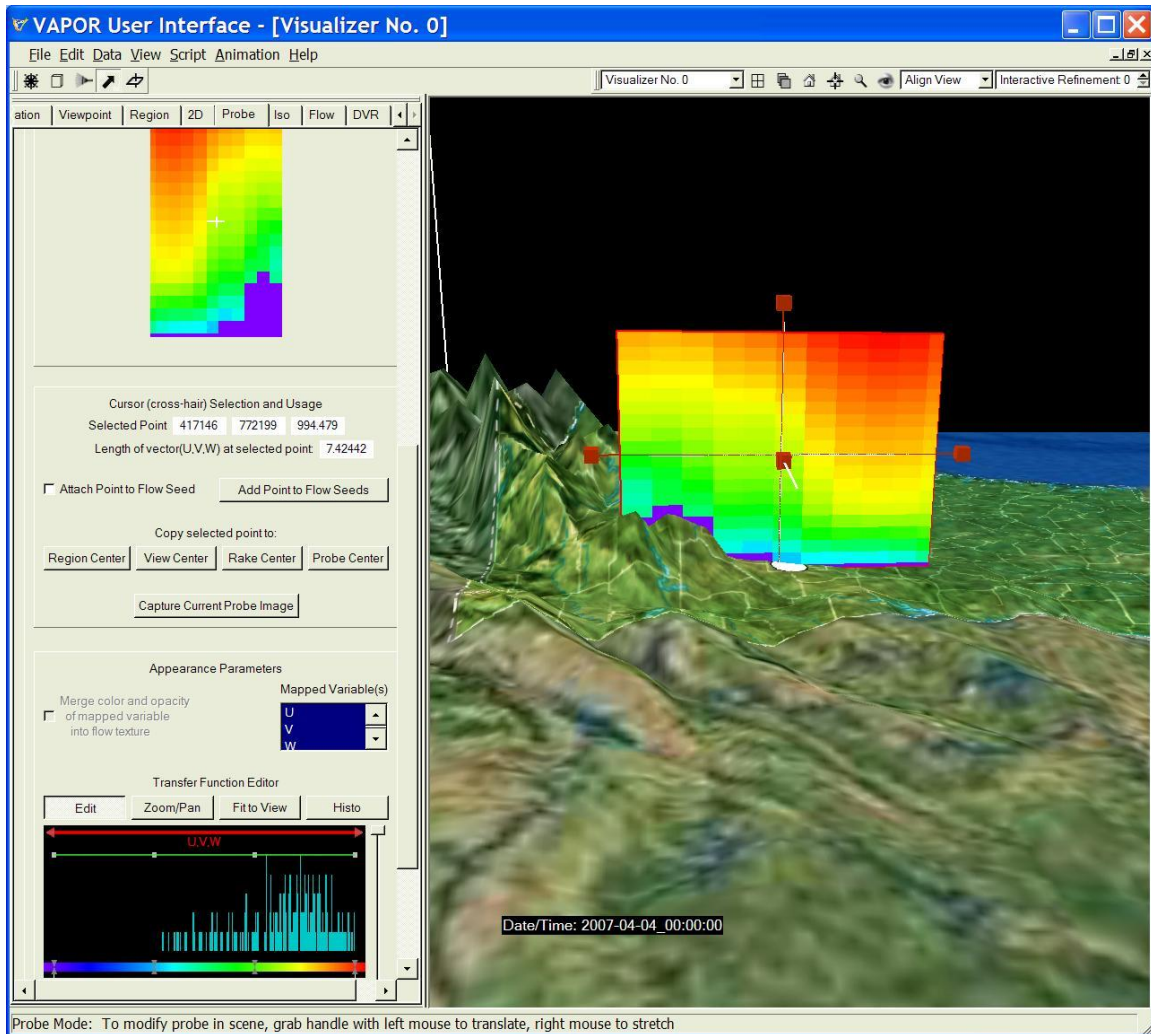 VAPOR User Interface - [Visualizer No. 0]
File Edit Data View Script Animation Help
Visualizer No. 0 Align View Interactive Refinement 0
ation Viewpoint Region 2D Probe Iso Flow DVR
Cursor (cross-hair) Selection and Usage
Selected Point 417146 772199 994.479
Length of vector(U,V,W) at selected point: 7.42442
Attach Point to Flow Seed Add Point to Flow Seeds
Copy selected point to:
Region Center View Center Rake Center Probe Center
Capture Current Probe Image
Appearance Parameters
Mapped Variable(s)
Merge color and opacity
of mapped variable
into flow texture
U
V
W
Transfer Function Editor
Edit Zoom/Pan Fit to View Histo
U,V,W
Date/Time: 2007-04-04_00:00:00
Probe Mode: To modify probe in scene, grab handle with left mouse to translate, right mouse to stretch